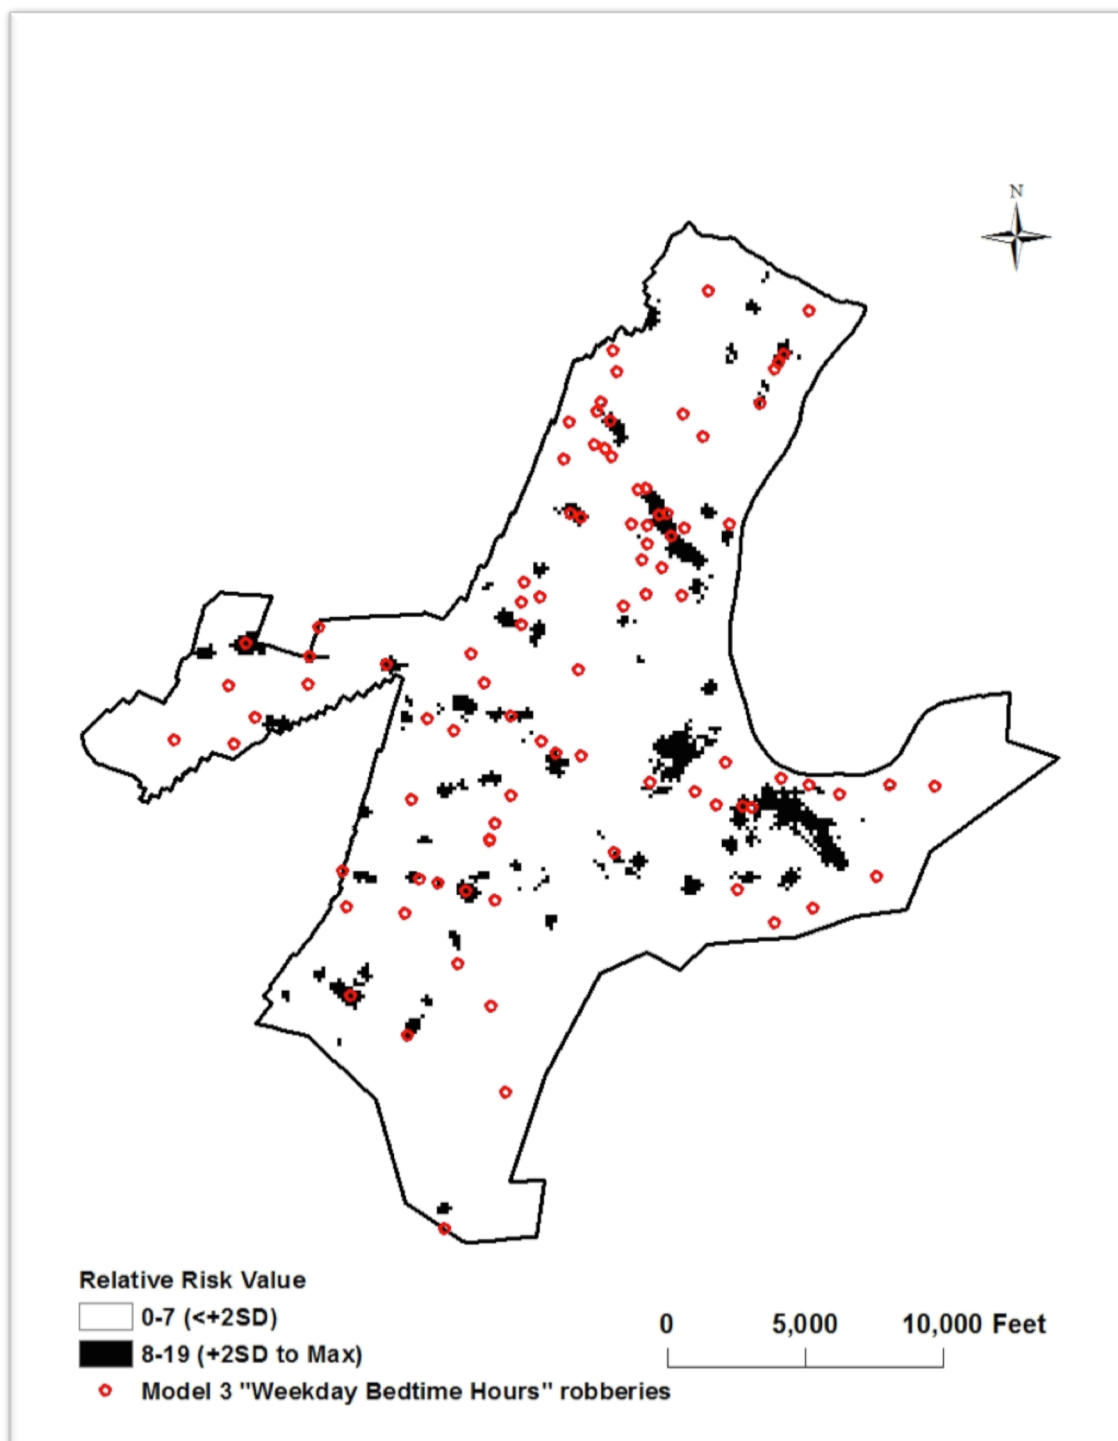 N
Relative Risk Value
0-7 (<+2SD)
8-19 (+2SD to Max)
Model 3 "Weekday Bedtime Hours" robberies
0 5,000 10,000 Feet